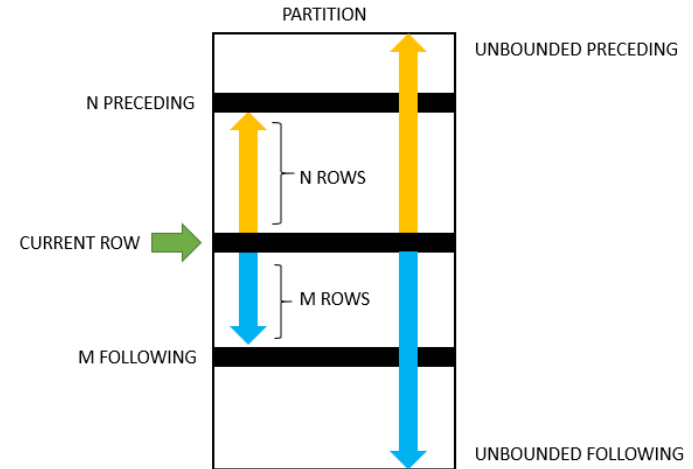 PARTITION
UNBOUNDED PRECEDING
N PRECEDING
N ROWS
CURRENT ROW
M ROWS
M FOLLOWING
UNBOUNDED FOLLOWING